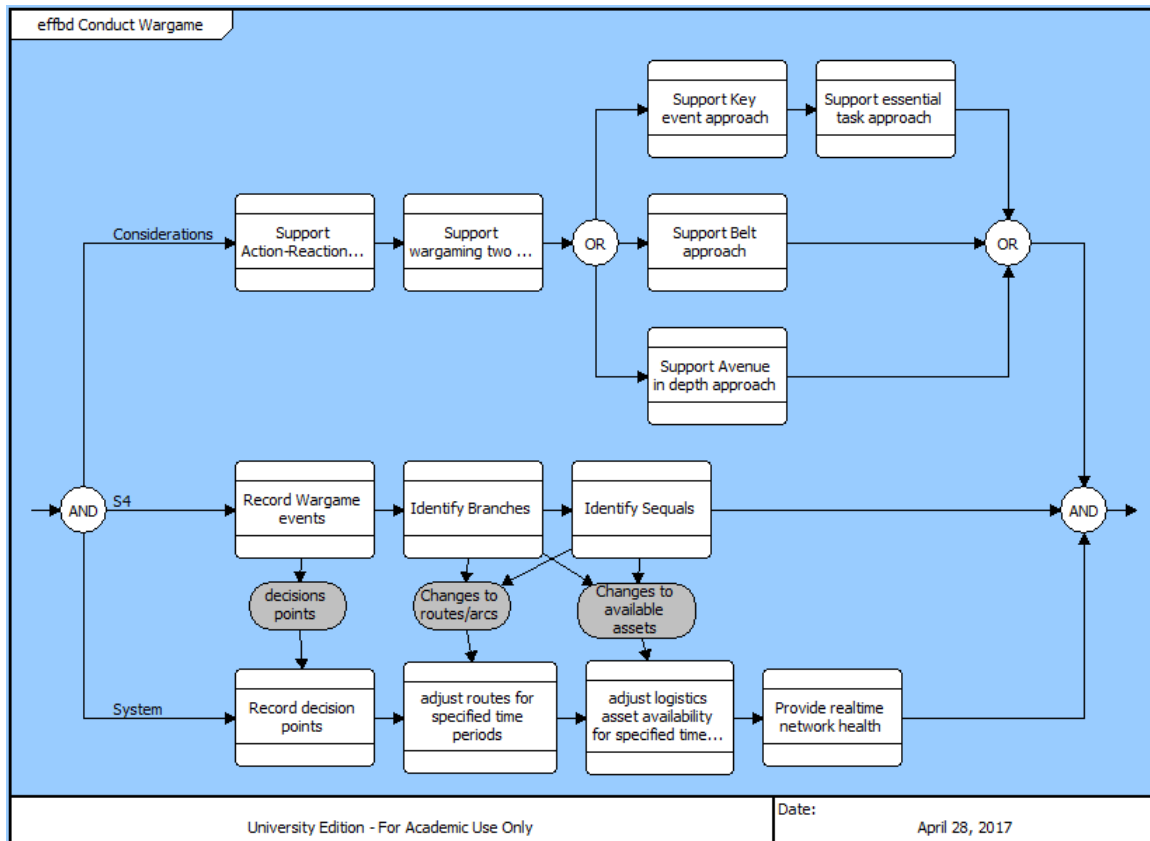 effbd Conduct Wargame
Support Key
event approach
Support essential
task approach
Considerations
Support
Action-Reaction...
Support
wargaming two ...
OR
Support Belt
approach
OR
Support Avenue
in depth approach
AND
S4
Record Wargame
events
Identify Branches
Identify Sequals
AND
decisions
points
Changes to
routes/arcs
Changes to
available
assets
System
Record decision
points
adjust routes for
specified time
periods
adjust logistics
asset availability
for specified time...
Provide realtime
network health
University Edition - For Academic Use Only
Date:
April 28, 2017